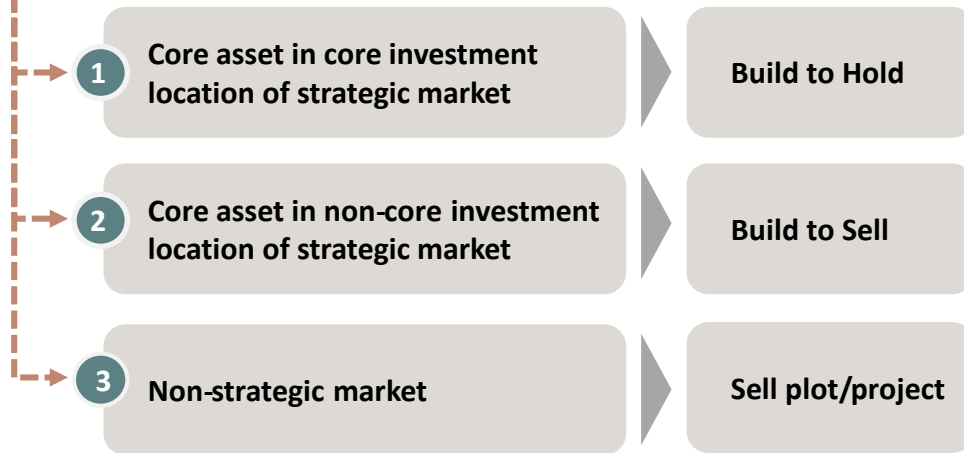 1
Core asset in core investment
location of strategic market
Build to Hold
2
Core asset in non-core investment
location of strategic market
Build to Sell
3
Non-strategic market
Sell plot/project